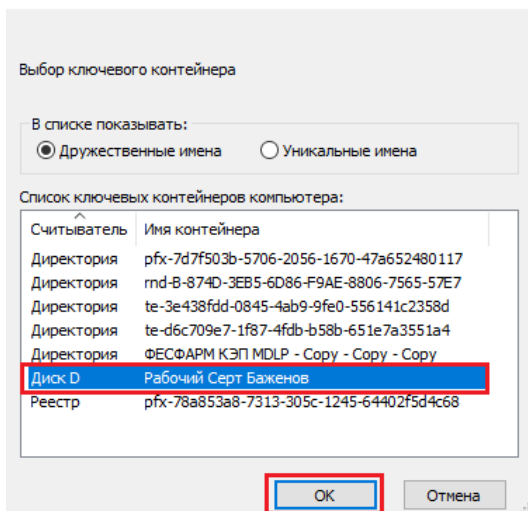 Выбор ключевого контейнера
В списке показывать:
Дружественные имена Уникальные имена
Список ключевых контейнеров компьютера:
Считыватель Имя контейнера
Директория pfx-7d7f503b-5706-2056-1670-47a652480117
Директория rnd-B-874D-3EB5-6D86-F9AE-8806-7565-57E7
Директория te-3e438fdd-0845-4ab9-9fe0-556141c2358d
Директория te-d6c709e7-1f87-4fdb-b58b-651e7a3551a4
Директория ФЕСФАРМ КЭП MDLP - Copy - Copy - Copy
Диск D Рабочий Серт Баженов
Реестр pfx-78a853a8-7313-305c-1245-64402f5d4c68
ОК Отмена